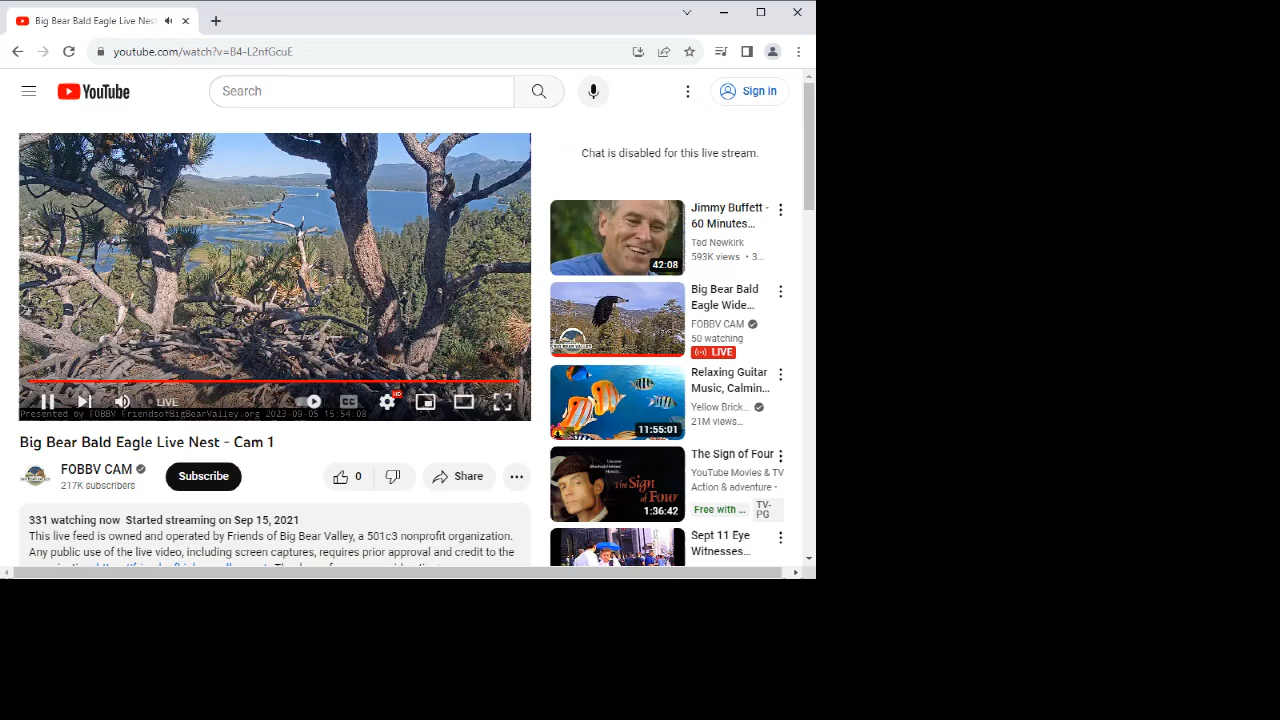 Big Bear Bald Eagle Live Nest
youtube.com/watch?v=B4-L2nfGcuE
YouTube
Search
Sign in
Chat is disabled for this live stream.
LIVE
CC
HD
Presented by FOBBV FriendsofBigBearValley.org 2023-09-05 15:54:08
Big Bear Bald Eagle Live Nest - Cam 1
FOBBV CAM
217K subscribers
Subscribe
0
Share
331 watching now Started streaming on Sep 15, 2021
This live feed is owned and operated by Friends of Big Bear Valley, a 501c3 nonprofit organization.
Any public use of the live video, including screen captures, requires prior approval and credit to the
42:08
Jimmy Buffett -
60 Minutes...
Ted Newkirk
593K views • 3...
Big Bear Bald
Eagle Wide...
FOBBV CAM
50 watching
LIVE
11:55:01
Relaxing Guitar
Music, Calmin...
Yellow Brick...
21M views...
The Sign
of Four
1:36:42
The Sign of Four
YouTube Movies & TV
Action & adventure •
Free with ...
TV-
PG
Sept 11 Eye
Witnesses...